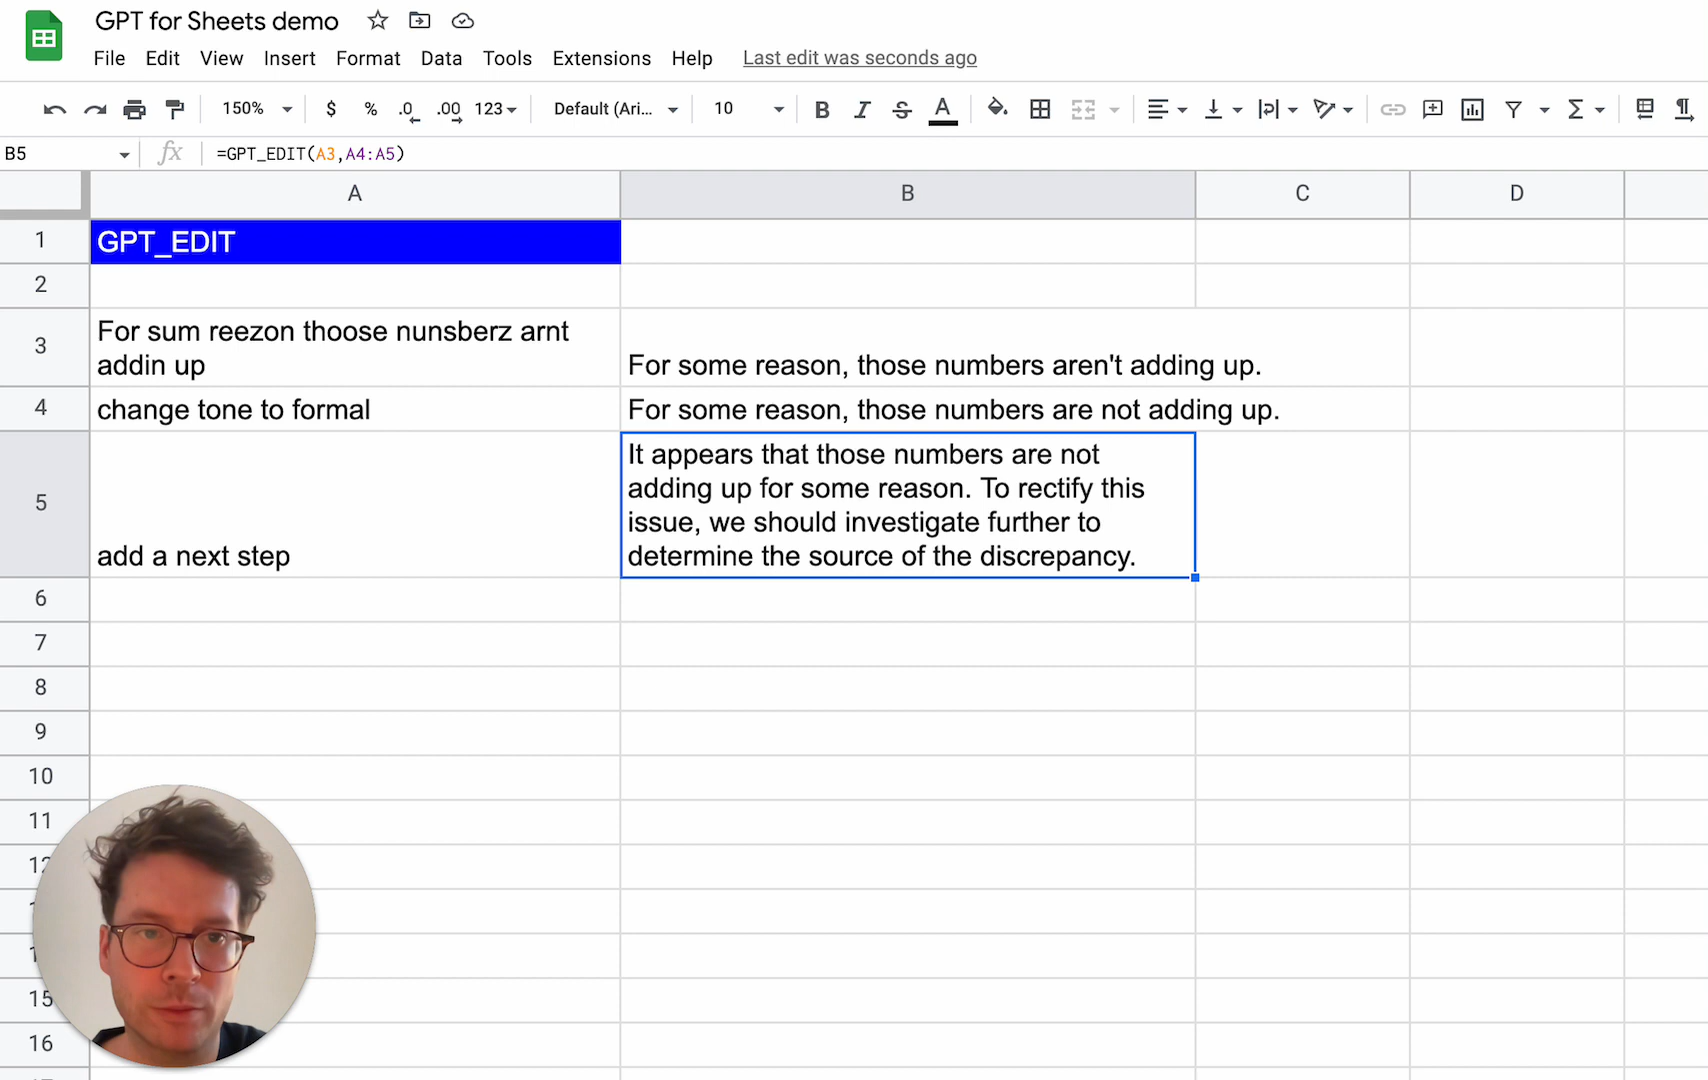 GPT for Sheets demo
File Edit View Insert Format Data Tools Extensions Help Last edit was seconds ago
150% $ % .0 .00 123 Default (Ari... 10 B I S A
B5 fx =GPT_EDIT(A3,A4:A5)
A B C D
1 GPT_EDIT
2
For sum reezon thoose nunsberz arnt
3
addin up For some reason, those numbers aren't adding up.
4 change tone to formal For some reason, those numbers are not adding up.
It appears that those numbers are not
adding up for some reason. To rectify this
5
issue, we should investigate further to
add a next step determine the source of the discrepancy.
6
7
8
9
10
11
15
16